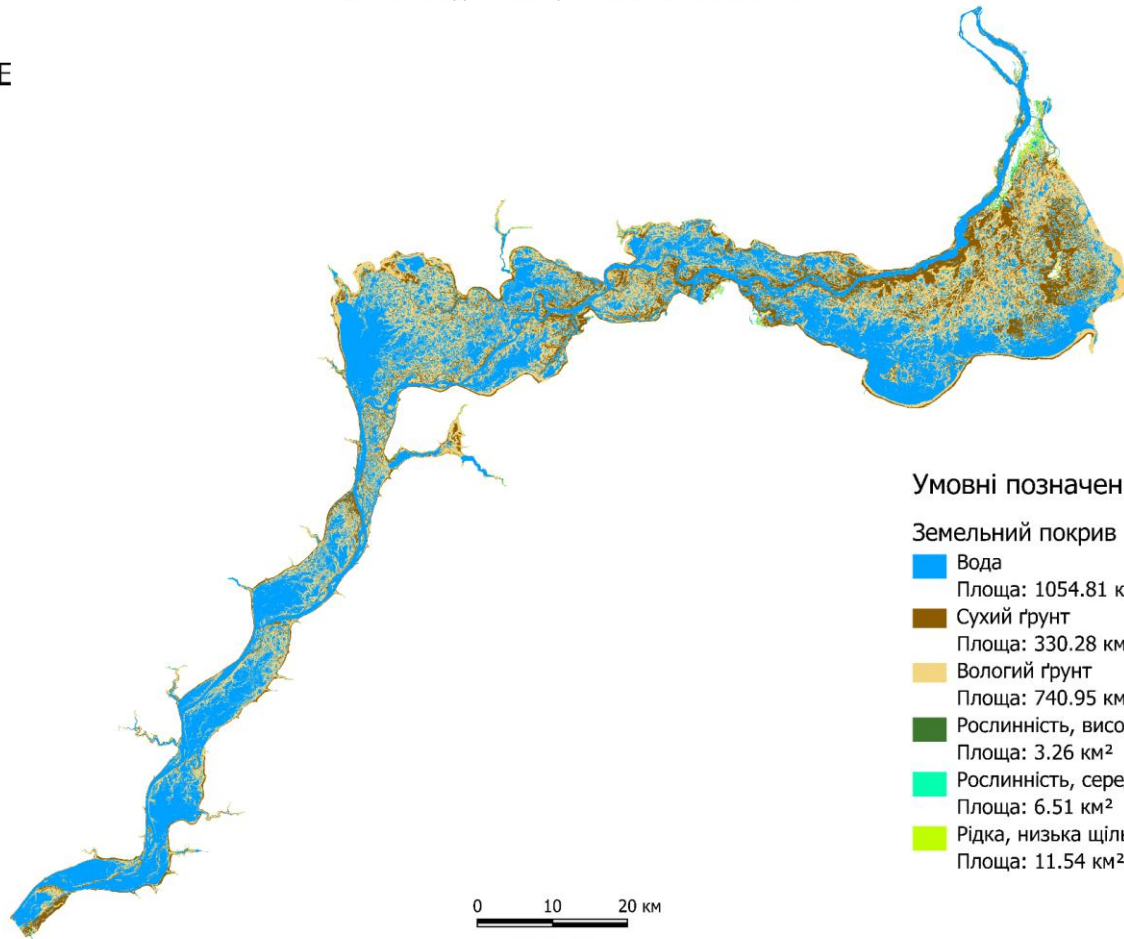 Е
Умовні позначен
Земельний покрив
Вода
Площа: 1054.81 к
Сухий ґрунт
Площа: 330.28 км
Вологий ґрунт
Площа: 740.95 км
Рослинність, висо
Площа: 3.26 км²
Рослинність, сере
Площа: 6.51 км²
Рідка, низька щіль
Площа: 11.54 км²
0 10 20 км